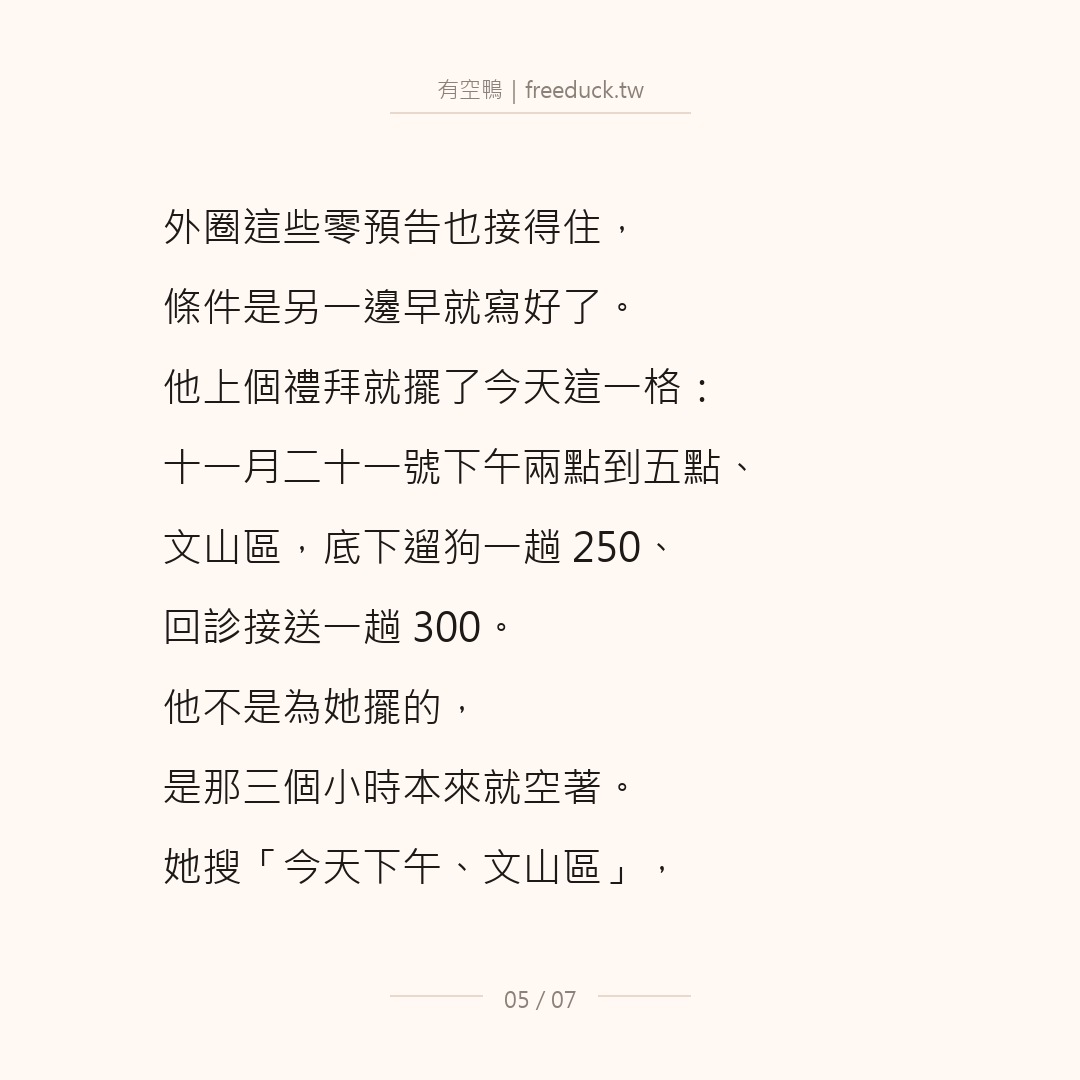 有空鴨 | freeduck.tw
外圈這些零預告也接得住，
條件是另一邊早就寫好了。
他上個禮拜就擺了今天這一格：
十一月二十一號下午兩點到五點、
文山區，底下遛狗一趟 250、
回診接送一趟 300。
他不是為她擺的，
是那三個小時本來就空著。
她搜「今天下午、文山區」，
05 / 07